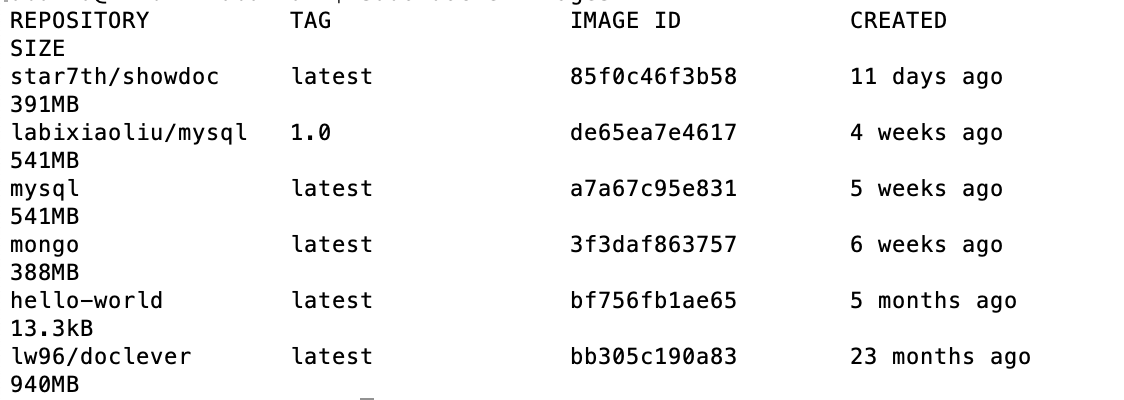 REPOSITORY TAG IMAGE ID CREATED
SIZE
star7th/showdoc latest 85f0c46f3b58 11 days ago
391MB
labixiaoliu/mysql 1.0 de65ea7e4617 4 weeks ago
541MB
mysql latest a7a67c95e831 5 weeks ago
541MB
mongo latest 3f3daf863757 6 weeks ago
388MB
hello-world latest bf756fb1ae65 5 months ago
13.3kB
lw96/doclever latest bb305c190a83 23 months ago
940MB